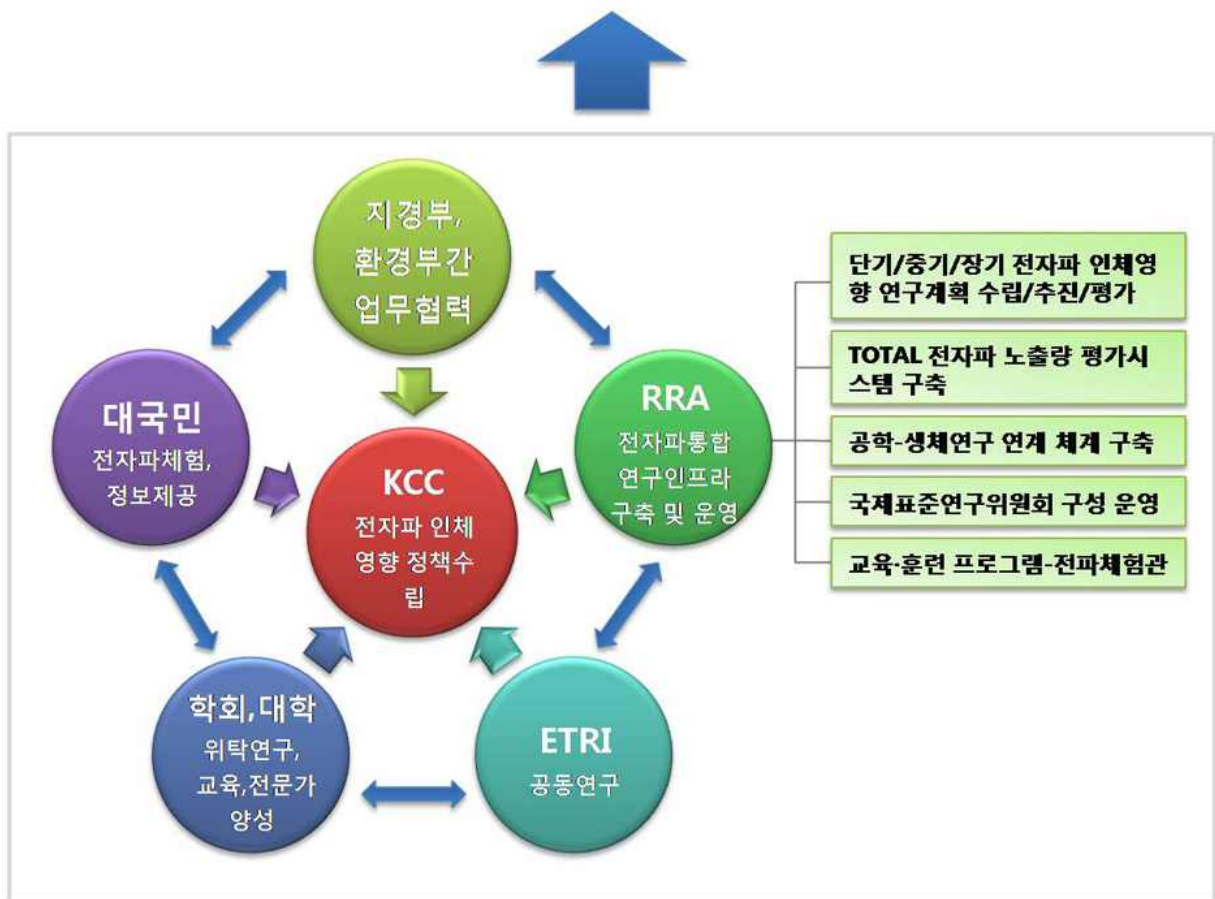 지경부,
환경부간
업무협력
대국민
전자파체험,
정보제공
KCC
전자파 인체
영향 정책수
립
RRA
전자파통합
연구인프라
구축 및 운영
학회,대학
위탁연구,
교육,전문가
양성
ETRI
공동연구
단기/중기/장기 전자파 인체영
향 연구계획 수립/추진/평가
TOTAL 전자파 노출량 평가시
스템 구축
공학-생체연구 연계 체계 구축
국제표준연구위원회 구성 운영
교육·훈련 프로그램-전파체험관